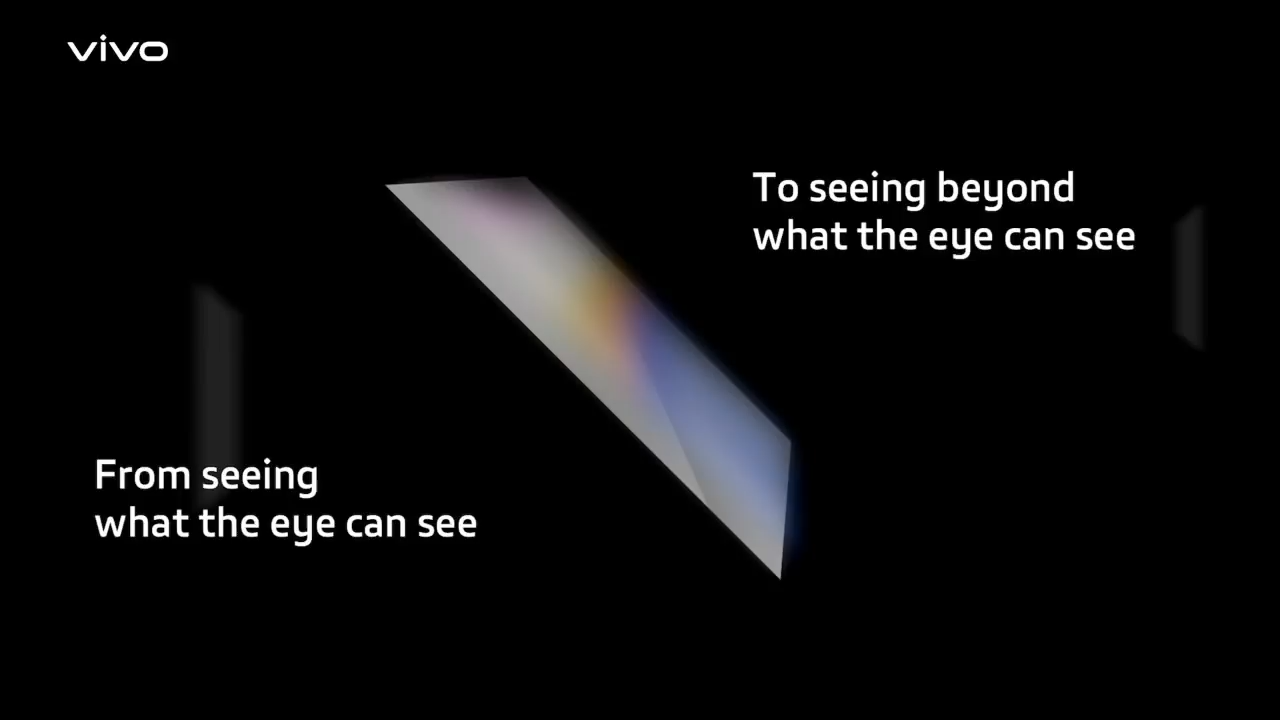 vivo
From seeing
what the eye can see
To seeing beyond
what the eye can see